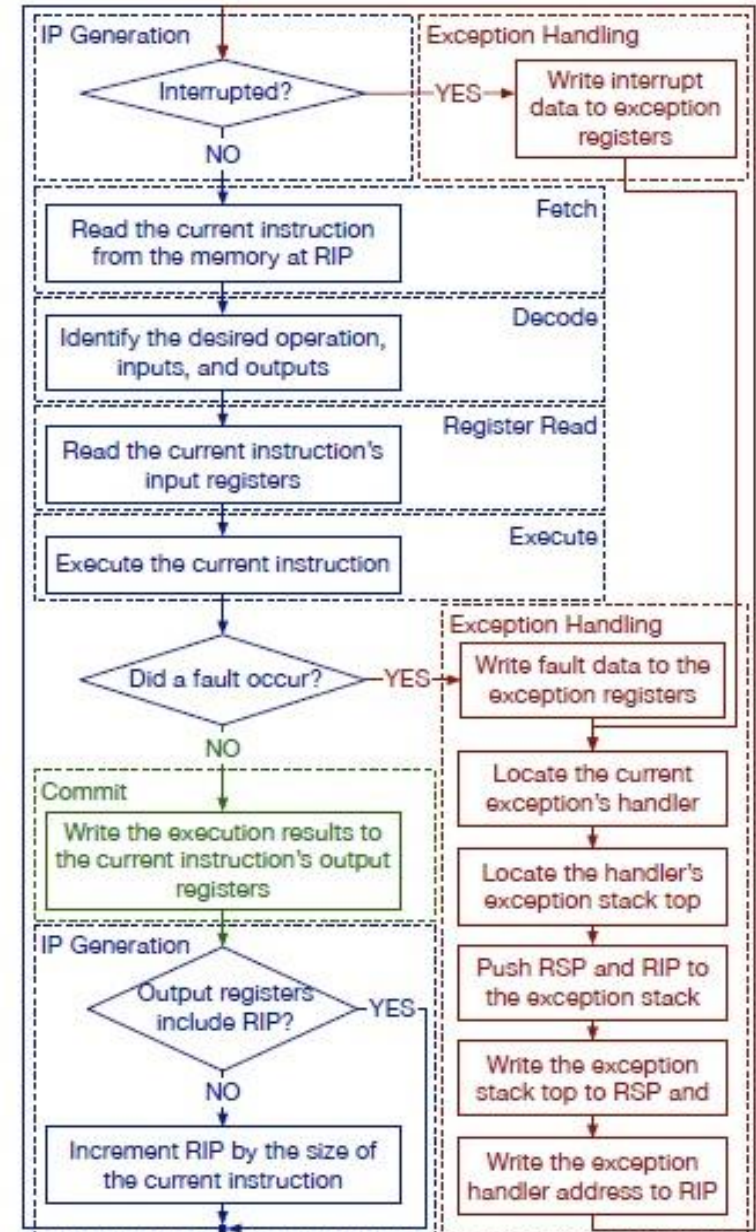 IP Generation
Exception Handling
Interrupted?
YES
Write interrupt
data to exception
registers
NO
Fetch
Read the current instruction
from the memory at RIP
Decode
Identify the desired operation,
inputs, and outputs
Register Read
Read the current instruction's
input registers
Execute
Execute the current instruction
Exception Handling
Did a fault occur?
YES
Write fault data to the
exception registers
NO
Locate the current
exception's handler
Commit
Write the execution results to
the current instruction's output
registers
Locate the handler's
exception stack top
IP Generation
Push RSP and RIP to
the exception stack
Output registers
include RIP?
YES
Write the exception
stack top to RSP and
NO
Increment RIP by the size of
the current instruction
Write the exception
handler address to RIP